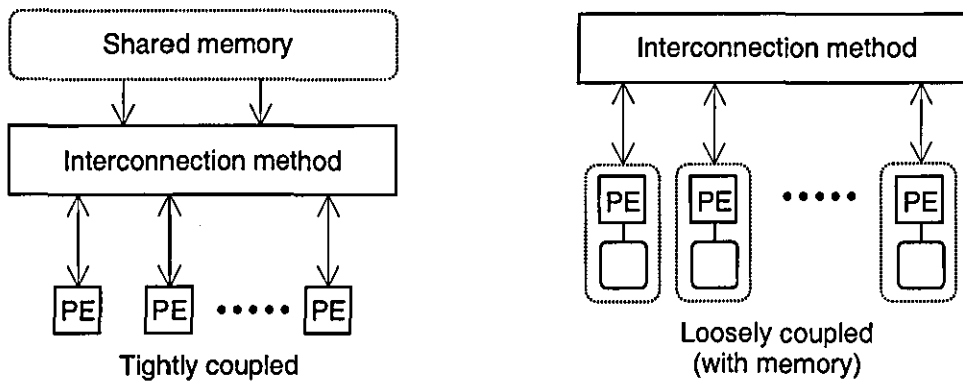 Shared memory
Interconnection method
PE PE ••••• PE
Tightly coupled
Interconnection method
PE PE ••••• PE
Loosely coupled
(with memory)